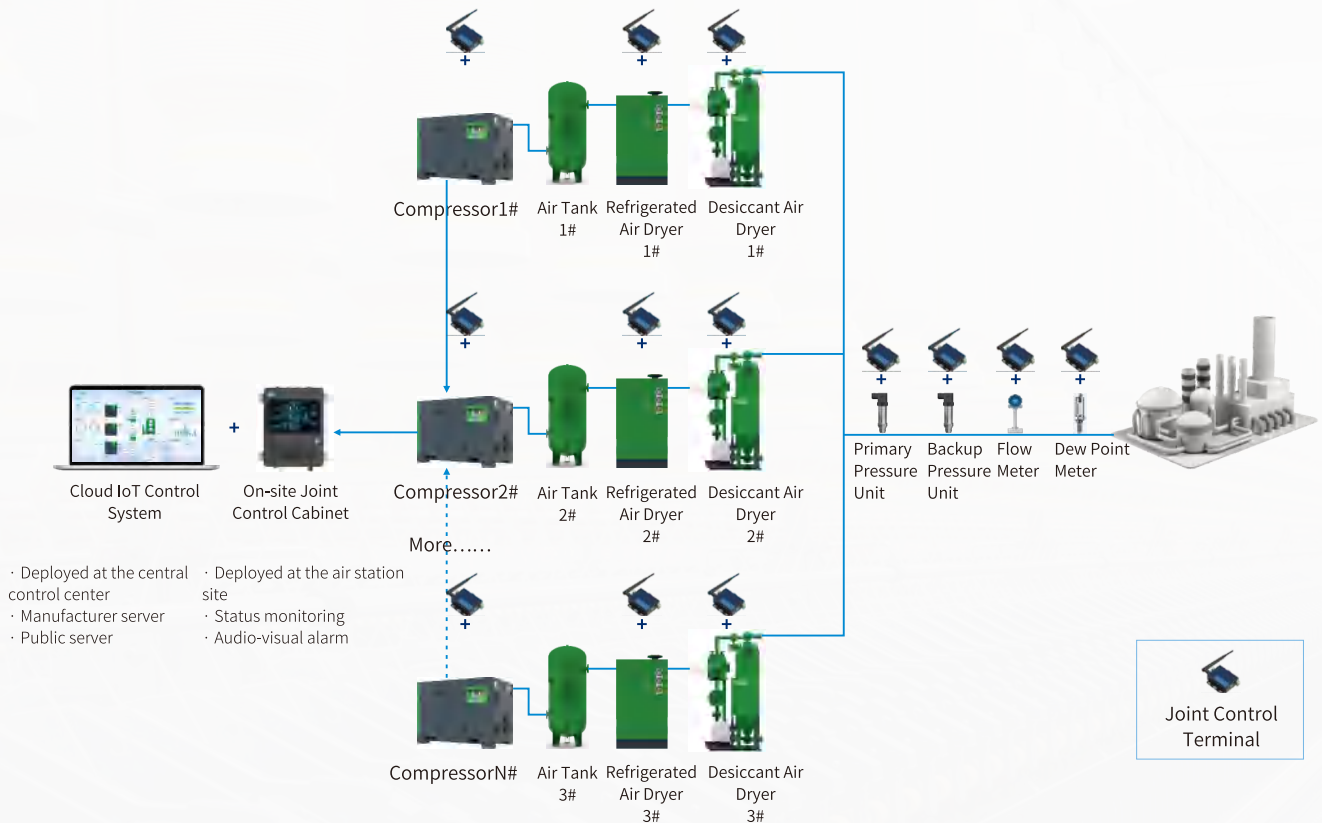 Compressor1#
Air Tank
1#
Refrigerated
Air Dryer
1#
Desiccant Air
Dryer
1#
Cloud IoT Control
System
· Deployed at the central
control center
· Manufacturer server
· Public server
On-site Joint
Control Cabinet
· Deployed at the air station
site
· Status monitoring
· Audio-visual alarm
Compressor2#
Air Tank
2#
Refrigerated
Air Dryer
2#
Desiccant Air
Dryer
2#
More……
Primary
Pressure
Unit
Backup
Pressure
Unit
Flow
Meter
Dew Point
Meter
CompressorN#
Air Tank
3#
Refrigerated
Air Dryer
3#
Desiccant Air
Dryer
3#
Joint Control
Terminal